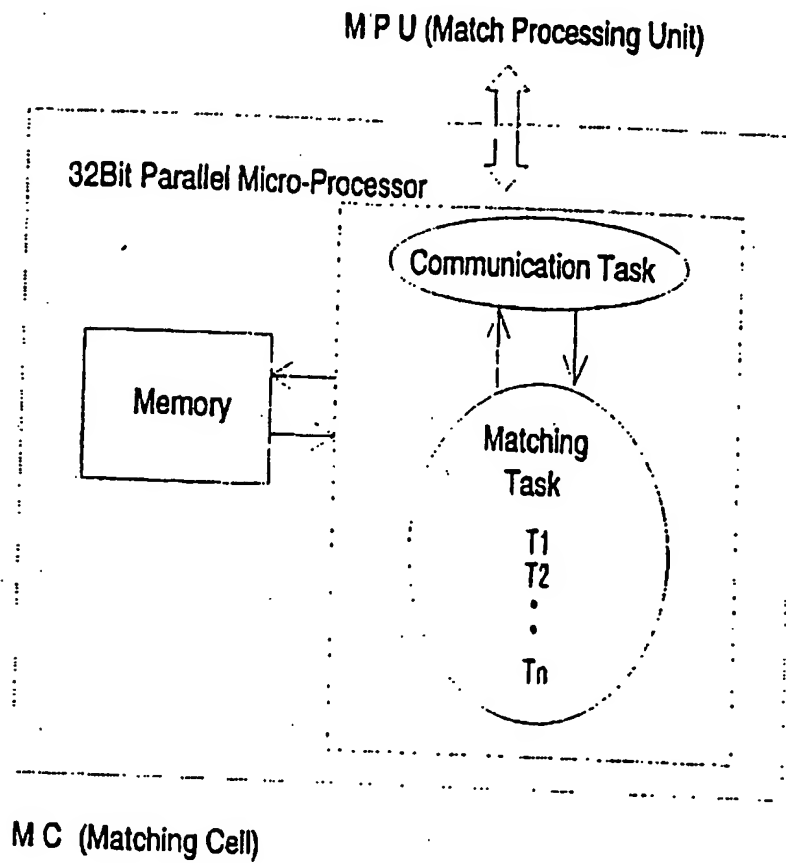 M P U (Match Processing Unit)
32Bit Parallel Micro-Processor
Communication Task
Memory
Matching
Task
T1
T2
Tn
M C (Matching Cell)